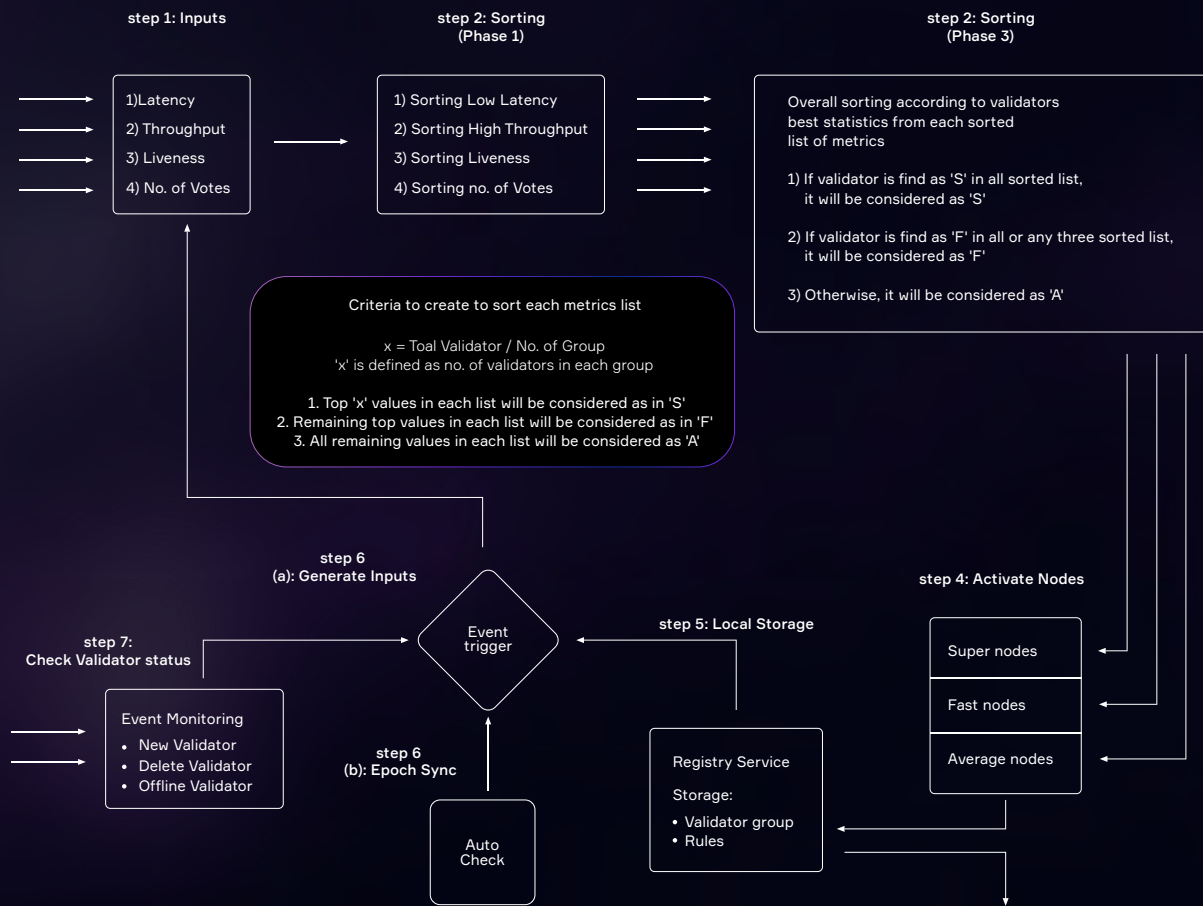 step 1: Inputs
step 2: Sorting
(Phase 1)
step 2: Sorting
(Phase 3)
1)Latency
2) Throughput
3) Liveness
4) No. of Votes
1) Sorting Low Latency
2) Sorting High Throughput
3) Sorting Liveness
4) Sorting no. of Votes
Overall sorting according to validators
best statistics from each sorted
list of metrics
1) If validator is find as 'S' in all sorted list,
it will be considered as 'S'
2) If validator is find as 'F' in all or any three sorted list,
it will be considered as 'F'
3) Otherwise, it will be considered as 'A'
Criteria to create to sort each metrics list
x = Toal Validator / No. of Group
'x' is defined as no. of validators in each group
1. Top 'x' values in each list will be considered as in 'S'
2. Remaining top values in each list will be considered as in 'F'
3. All remaining values in each list will be considered as 'A'
step 6
(a): Generate Inputs
Event
trigger
step 5: Local Storage
step 4: Activate Nodes
Super nodes
Fast nodes
Average nodes
step 7:
Check Validator status
Event Monitoring
• New Validator
• Delete Validator
• Offline Validator
step 6
(b): Epoch Sync
Auto
Check
Registry Service
Storage:
• Validator group
• Rules